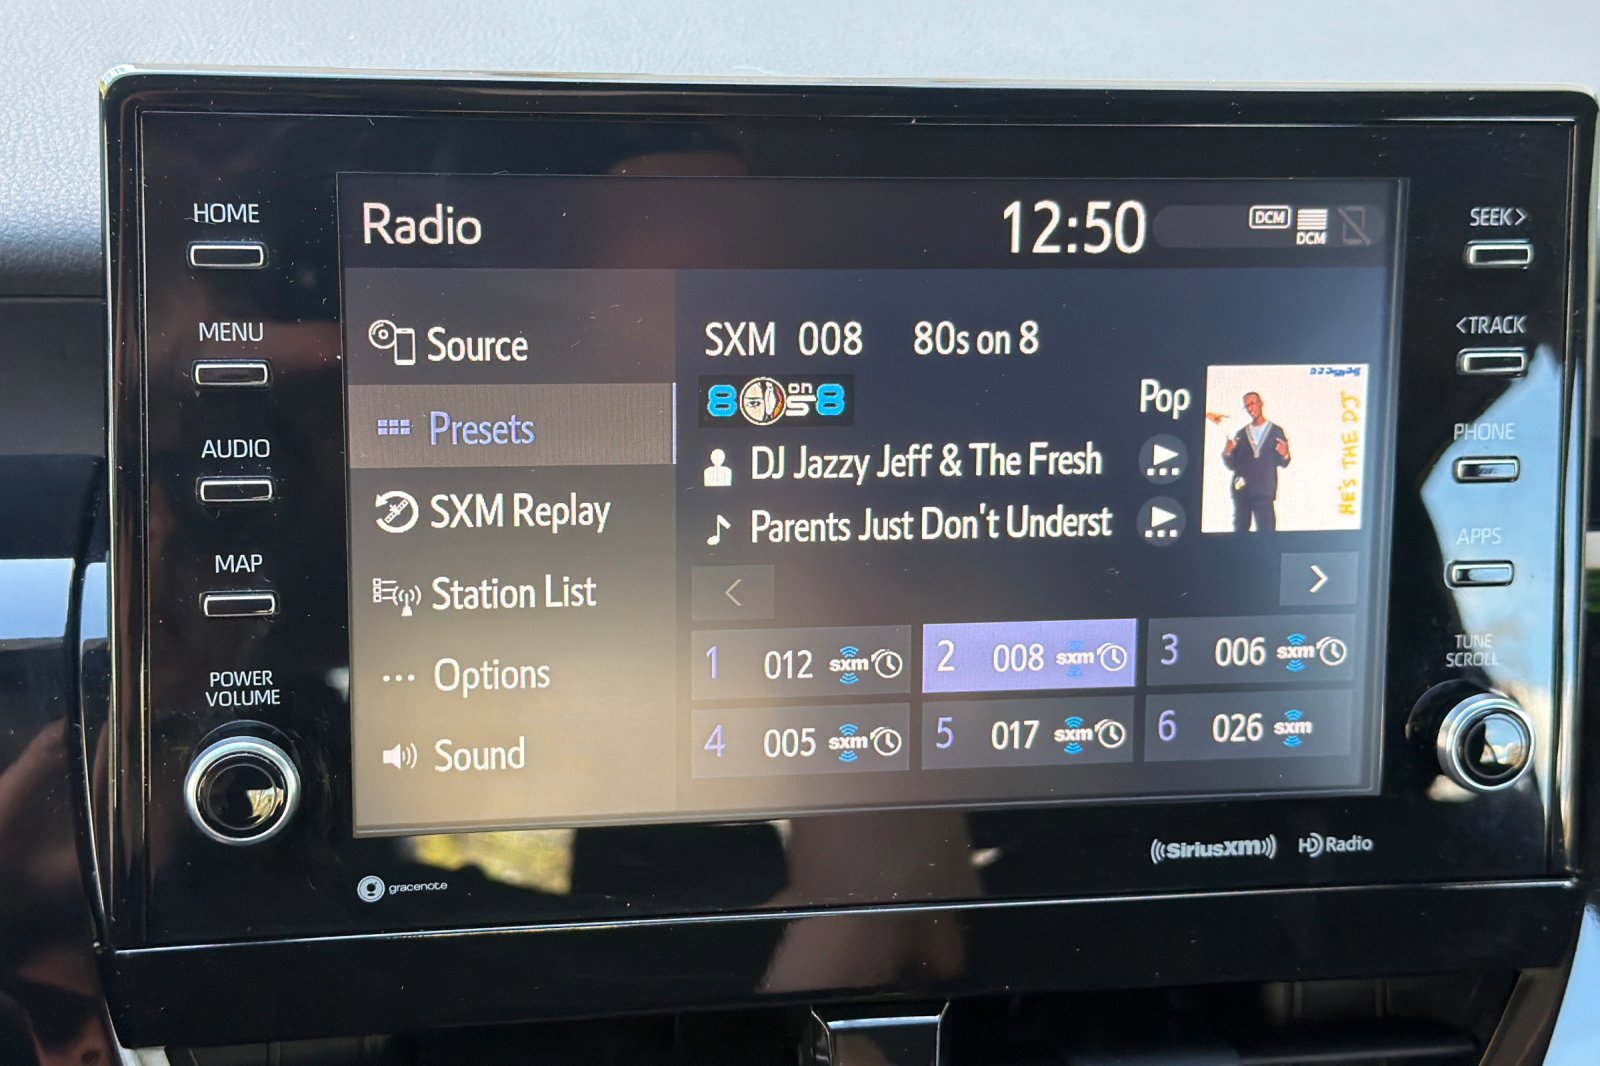 HOME
MENU
AUDIO
MAP
POWER
VOLUME
Radio
12:50
DCM
DCM
Source
Presets
SXM Replay
Station List
Options
Sound
SXM 008 80s on 8
80s on 8
Pop
DJ Jazzy Jeff & The Fresh
Parents Just Don't Underst
HE'S THE DJ
<
>
1 012 sxm
2 008 sxm
3 006 sxm
4 005 sxm
5 017 sxm
6 026 sxm
SEEK>
<TRACK
PHONE
APPS
TUNE
SCROLL
gracenote
SiriusXM
HD Radio